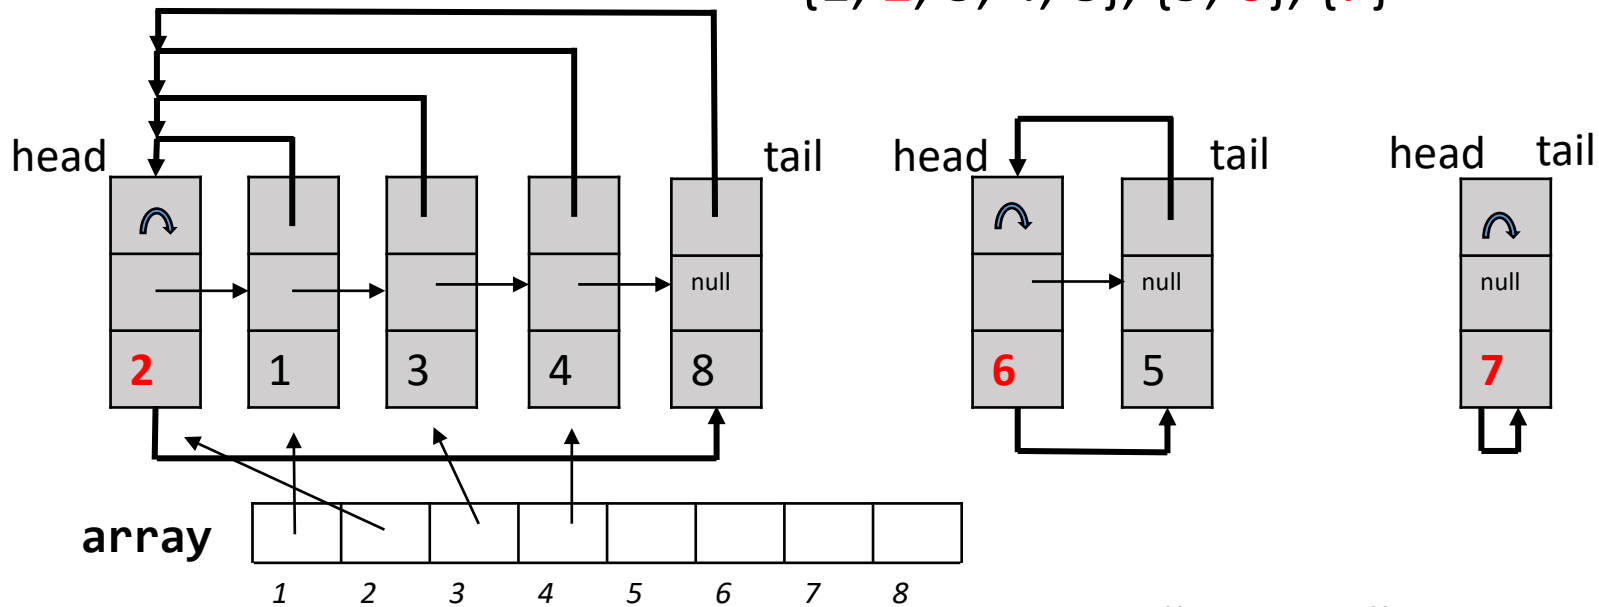 head tail head tail head tail
null null null
2 1 3 4 8 6 5 7
array
1 2 3 4 5 6 7 8